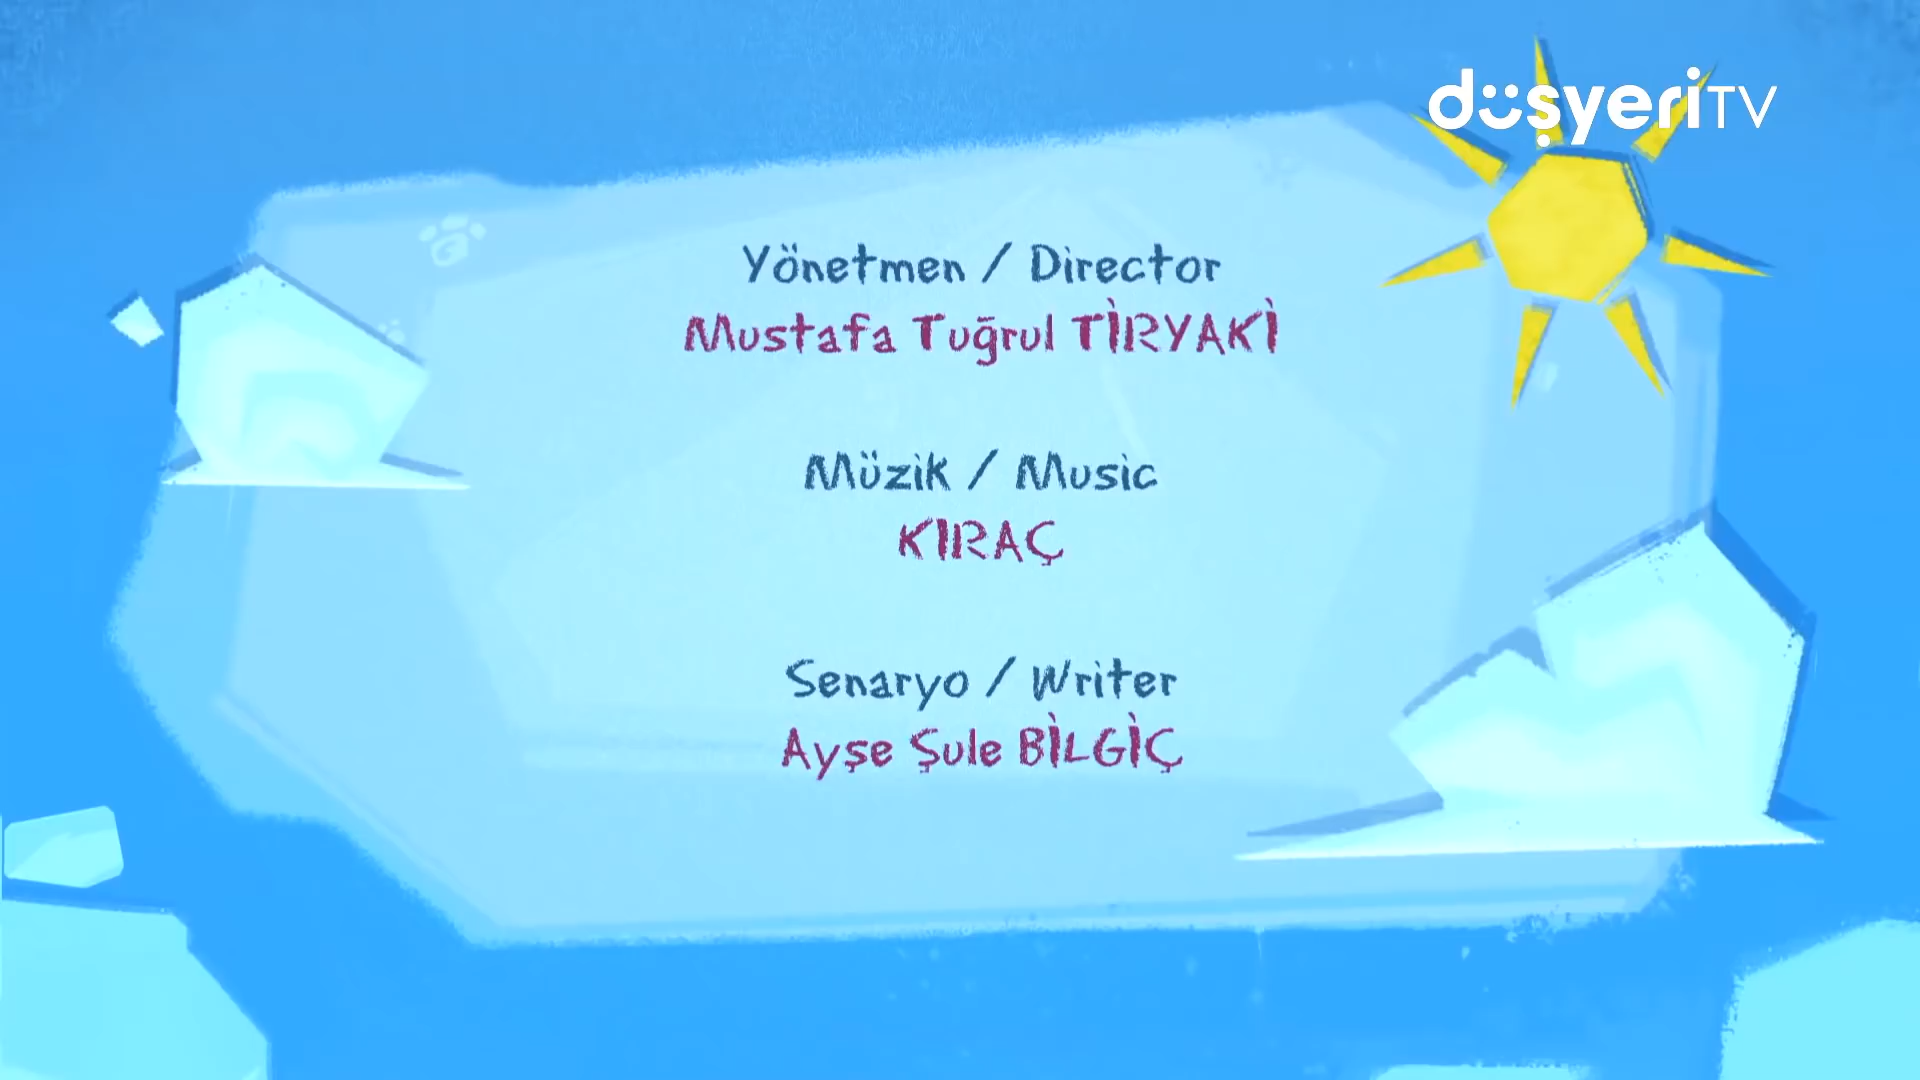 düşyeriTV
Yönetmen / Director
Mustafa Tuğrul TİRYAKİ
Müzik / Music
KIRAÇ
Senaryo / Writer
Ayşe Şule BİLGİÇ